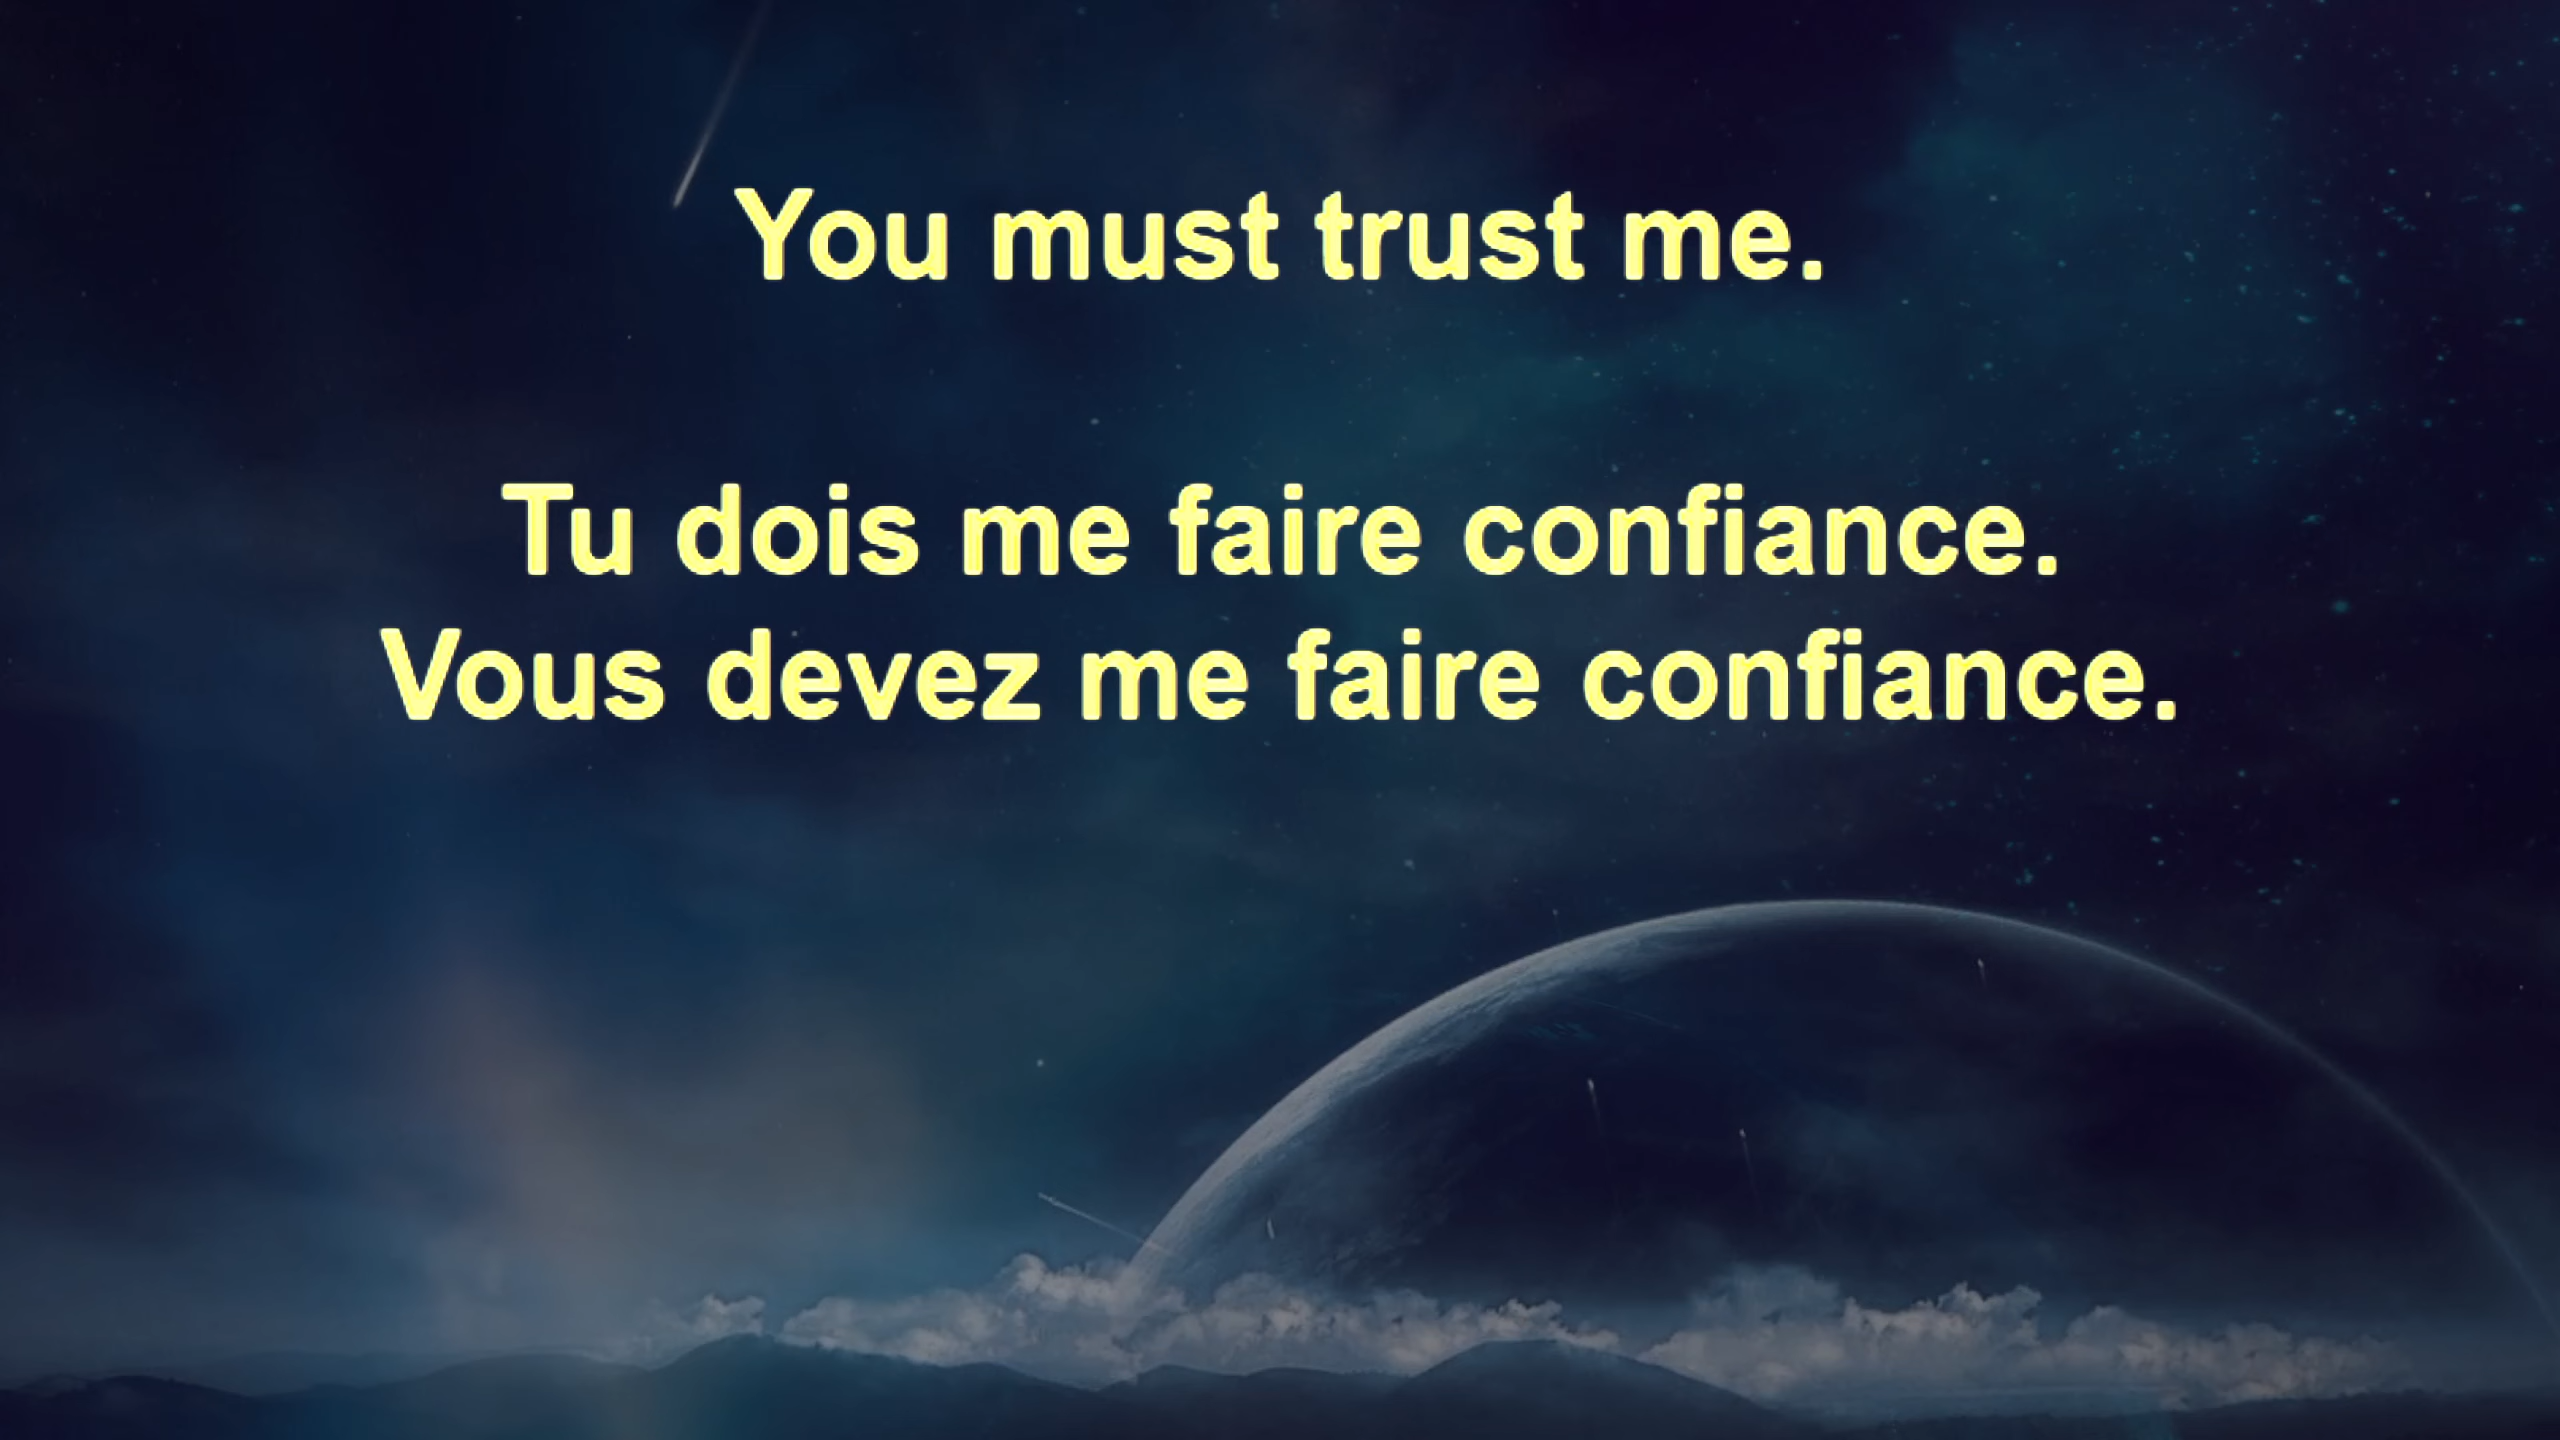 You must trust me.
Tu dois me faire confiance.
Vous devez me faire confiance.